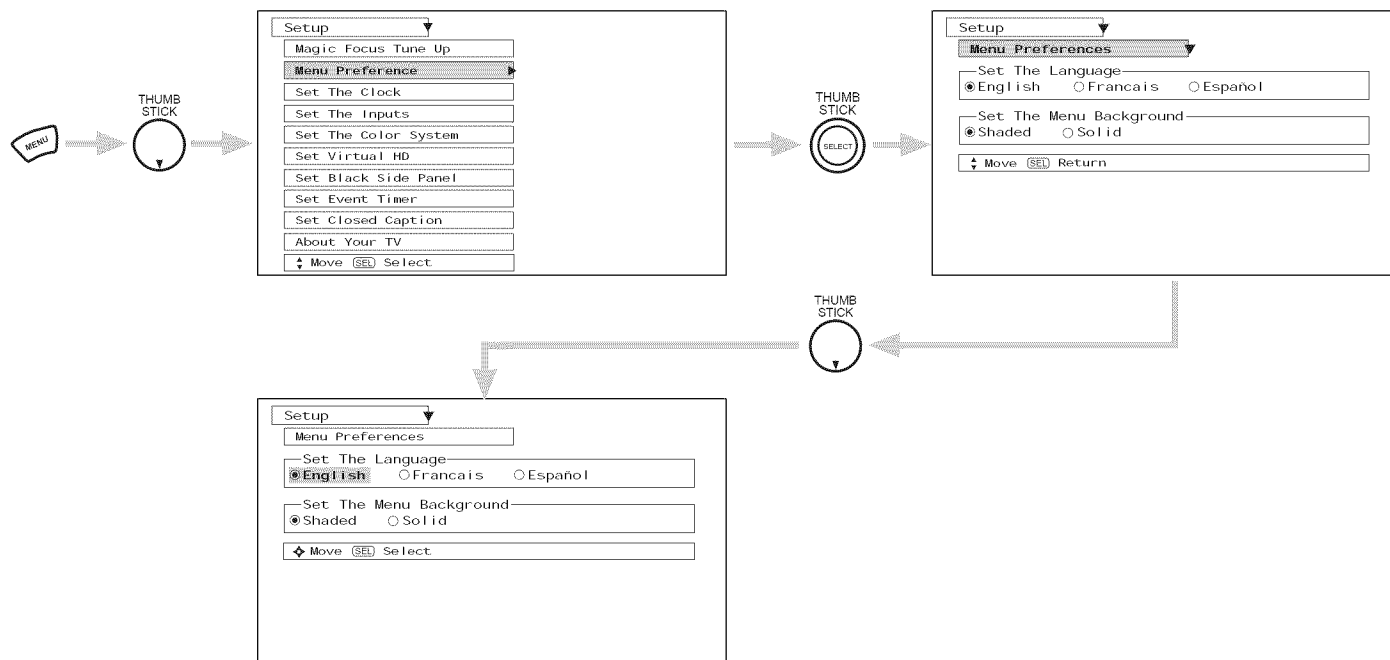 MENU
THUMB
STICK
Setup
Magic Focus Tune Up
Menu Preference
Set The Clock
Set The Inputs
Set The Color System
Set Virtual HD
Set Black Side Panel
Set Event Timer
Set Closed Caption
About Your TV
Move SEL Select
THUMB
STICK
SELECT
Setup
Menu Preferences
Set The Language
English Francais Español
Set The Menu Background
Shaded Solid
Move SEL Return
THUMB
STICK
Setup
Menu Preferences
Set The Language
English Francais Español
Set The Menu Background
Shaded Solid
Move SEL Select